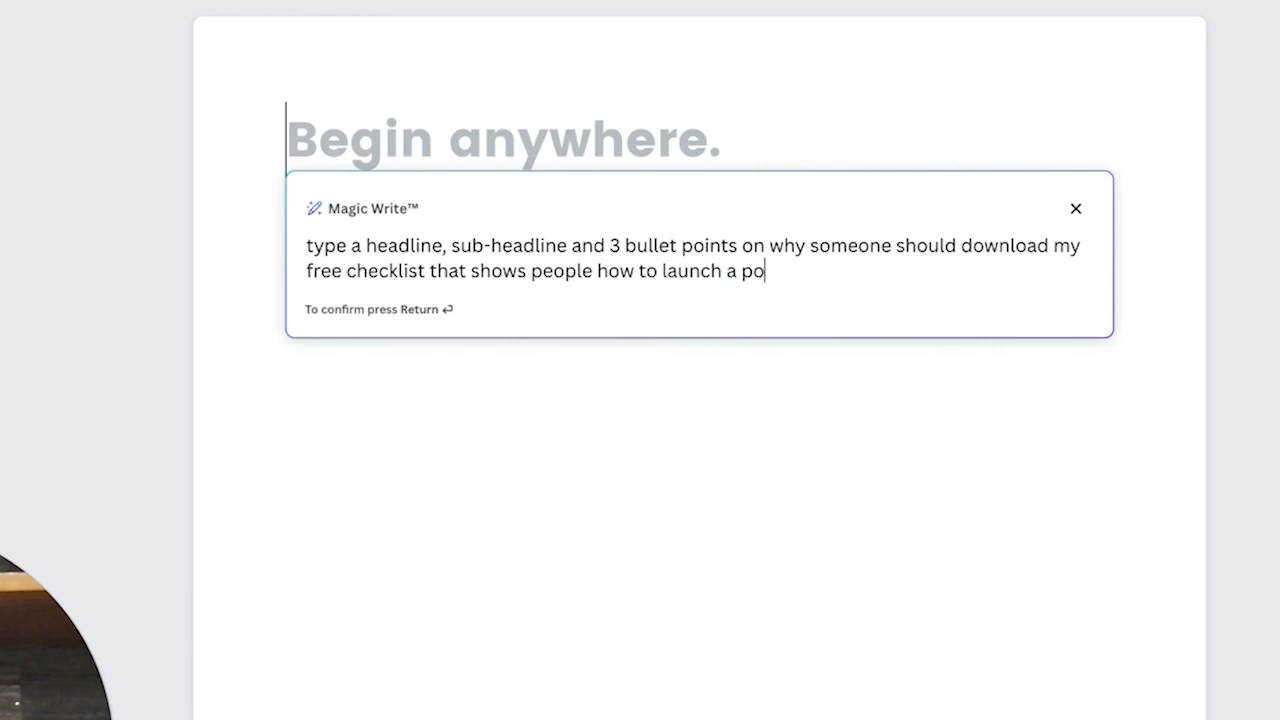 Begin anywhere.
Magic Write™
type a headline, sub-headline and 3 bullet points on why someone should download my
free checklist that shows people how to launch a po
To confirm press Return ↵